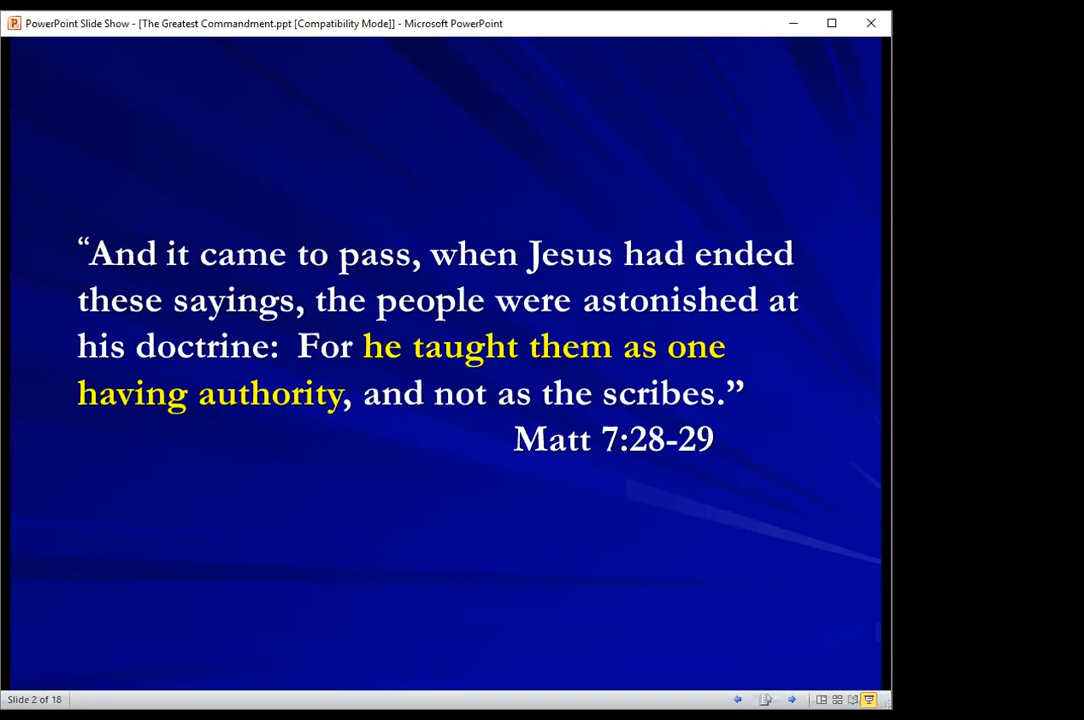 PowerPoint Slide Show - [The Greatest Commandment.ppt [Compatibility Mode]] - Microsoft PowerPoint
“And it came to pass, when Jesus had ended
these sayings, the people were astonished at
his doctrine:  For he taught them as one
having authority, and not as the scribes.”
Matt 7:28-29
Slide 2 of 18